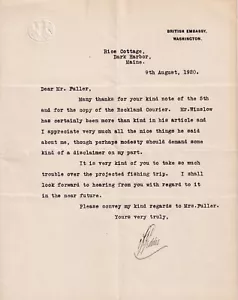 BRITISH EMBASSY,
WASHINGTON.
Rice Cottage,
Dark Harbor,
Maine.
9th August, 1920.
Dear Mr. Fuller,
Many thanks for your kind note of the 8th
and for the copy of the Rockland Courier. Mr.Winslow
has certainly been more than kind in his article and
I appreciate very much all the nice things he said
about me, though perhaps modesty should demand some
kind of a disclaimer on my part.
It is very kind of you to take so much
trouble over the projected fishing trip. I shall
look forward to hearing from you with regard to it
in the near future.
Please convey my kind regards to Mrs.Fuller.
Yours very truly,